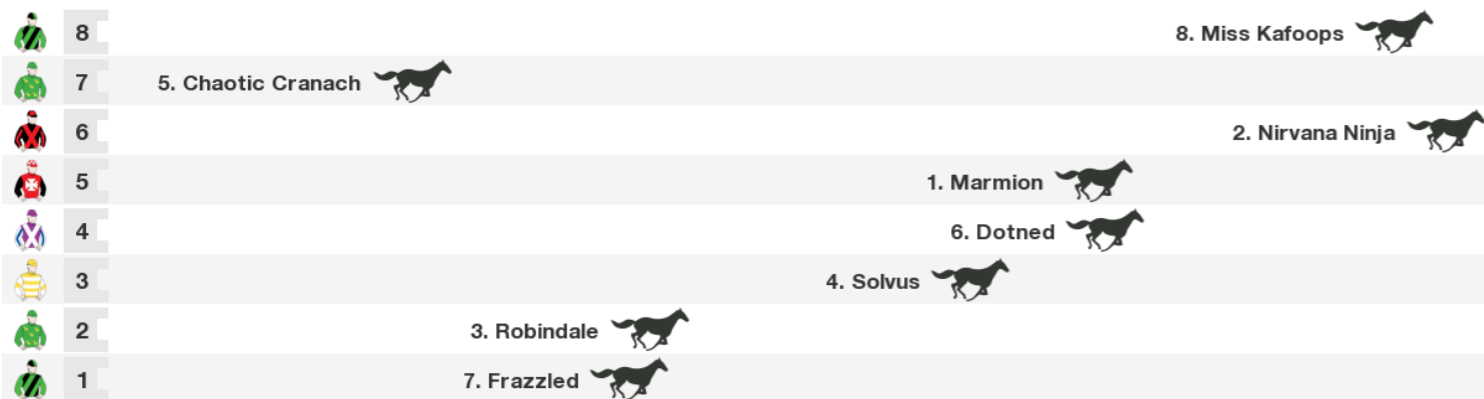 8 8. Miss Kafoops
7 5. Chaotic Cranach
6 2. Nirvana Ninja
5 1. Marmion
4 6. Dotned
3 4. Solvus
2 3. Robindale
1 7. Frazzled